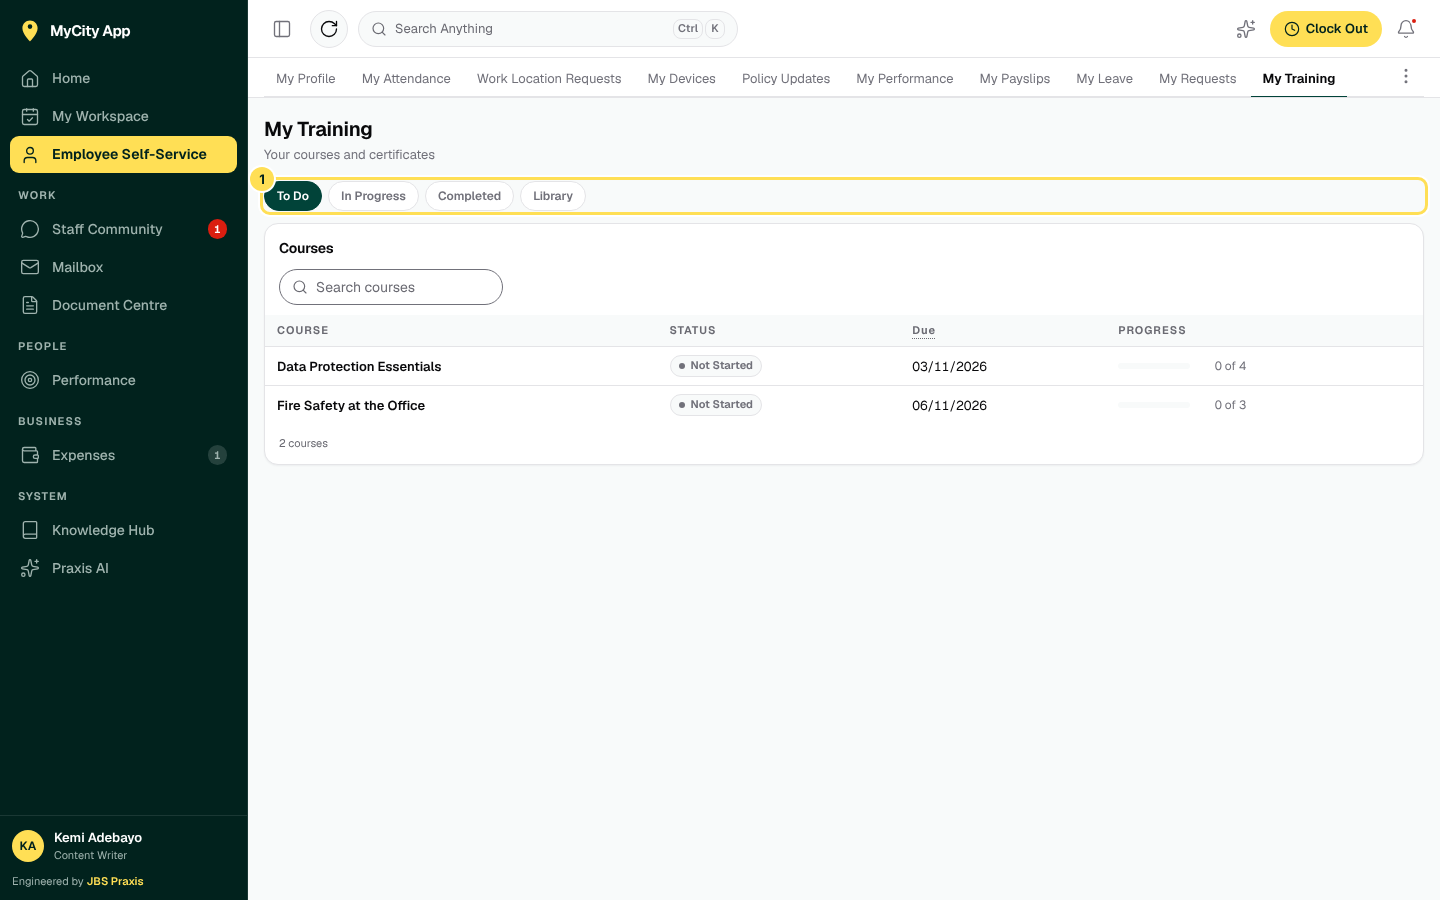 MyCity App
Home
My Workspace
Employee Self-Service
WORK
Staff Community 1
Mailbox
Document Centre
PEOPLE
Performance
BUSINESS
Expenses 1
SYSTEM
Knowledge Hub
Praxis AI
KA
Kemi Adebayo
Content Writer
Engineered by JBS Praxis
Search Anything Ctrl K
Clock Out
My Profile My Attendance Work Location Requests My Devices Policy Updates My Performance My Payslips My Leave My Requests My Training
My Training
Your courses and certificates
1
To Do In Progress Completed Library
Courses
Search courses
COURSE STATUS Due PROGRESS
Data Protection Essentials Not Started 03/11/2026 0 of 4
Fire Safety at the Office Not Started 06/11/2026 0 of 3
2 courses